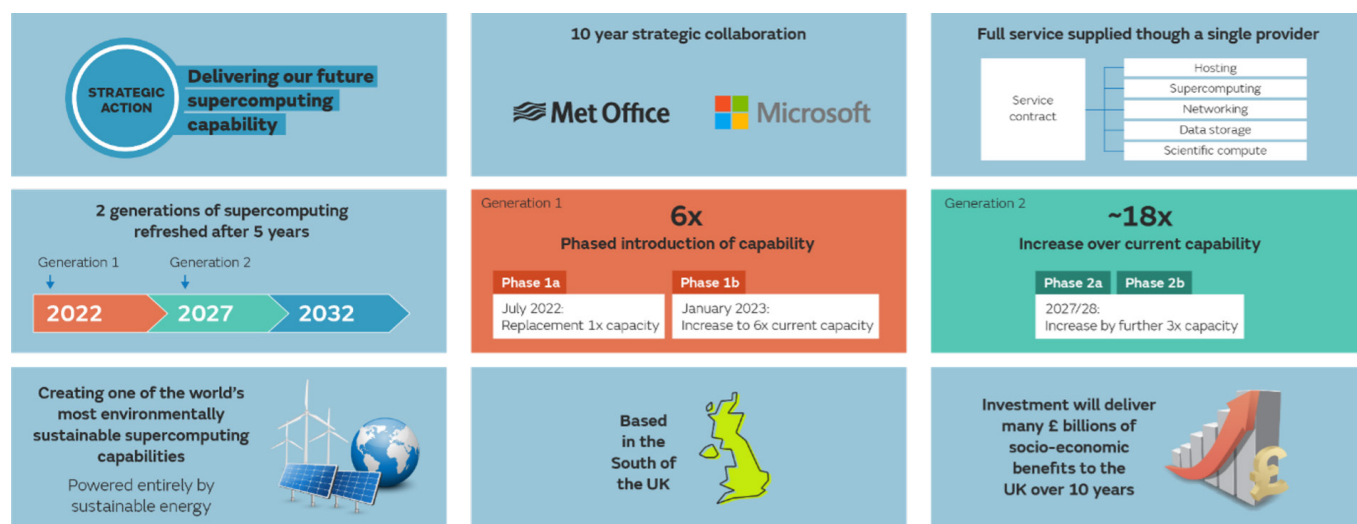 STRATEGIC
ACTION
Delivering our future
supercomputing
capability
10 year strategic collaboration
Met Office
Microsoft
Full service supplied though a single provider
Service
contract
Hosting
Supercomputing
Networking
Data storage
Scientific compute
2 generations of supercomputing
refreshed after 5 years
Generation 1
Generation 2
2022
2027
2032
Generation 1
6x
Phased introduction of capability
Phase 1a
July 2022:
Replacement 1x capacity
Phase 1b
January 2023:
Increase to 6x current capacity
Generation 2
~18x
Increase over current capability
Phase 2a
Phase 2b
2027/28:
Increase by further 3x capacity
Creating one of the world's
most environmentally
sustainable supercomputing
capabilities
Powered entirely by
sustainable energy
Based
in the
South of
the UK
Investment will deliver
many £ billions of
socio-economic
benefits to the
UK over 10 years
£